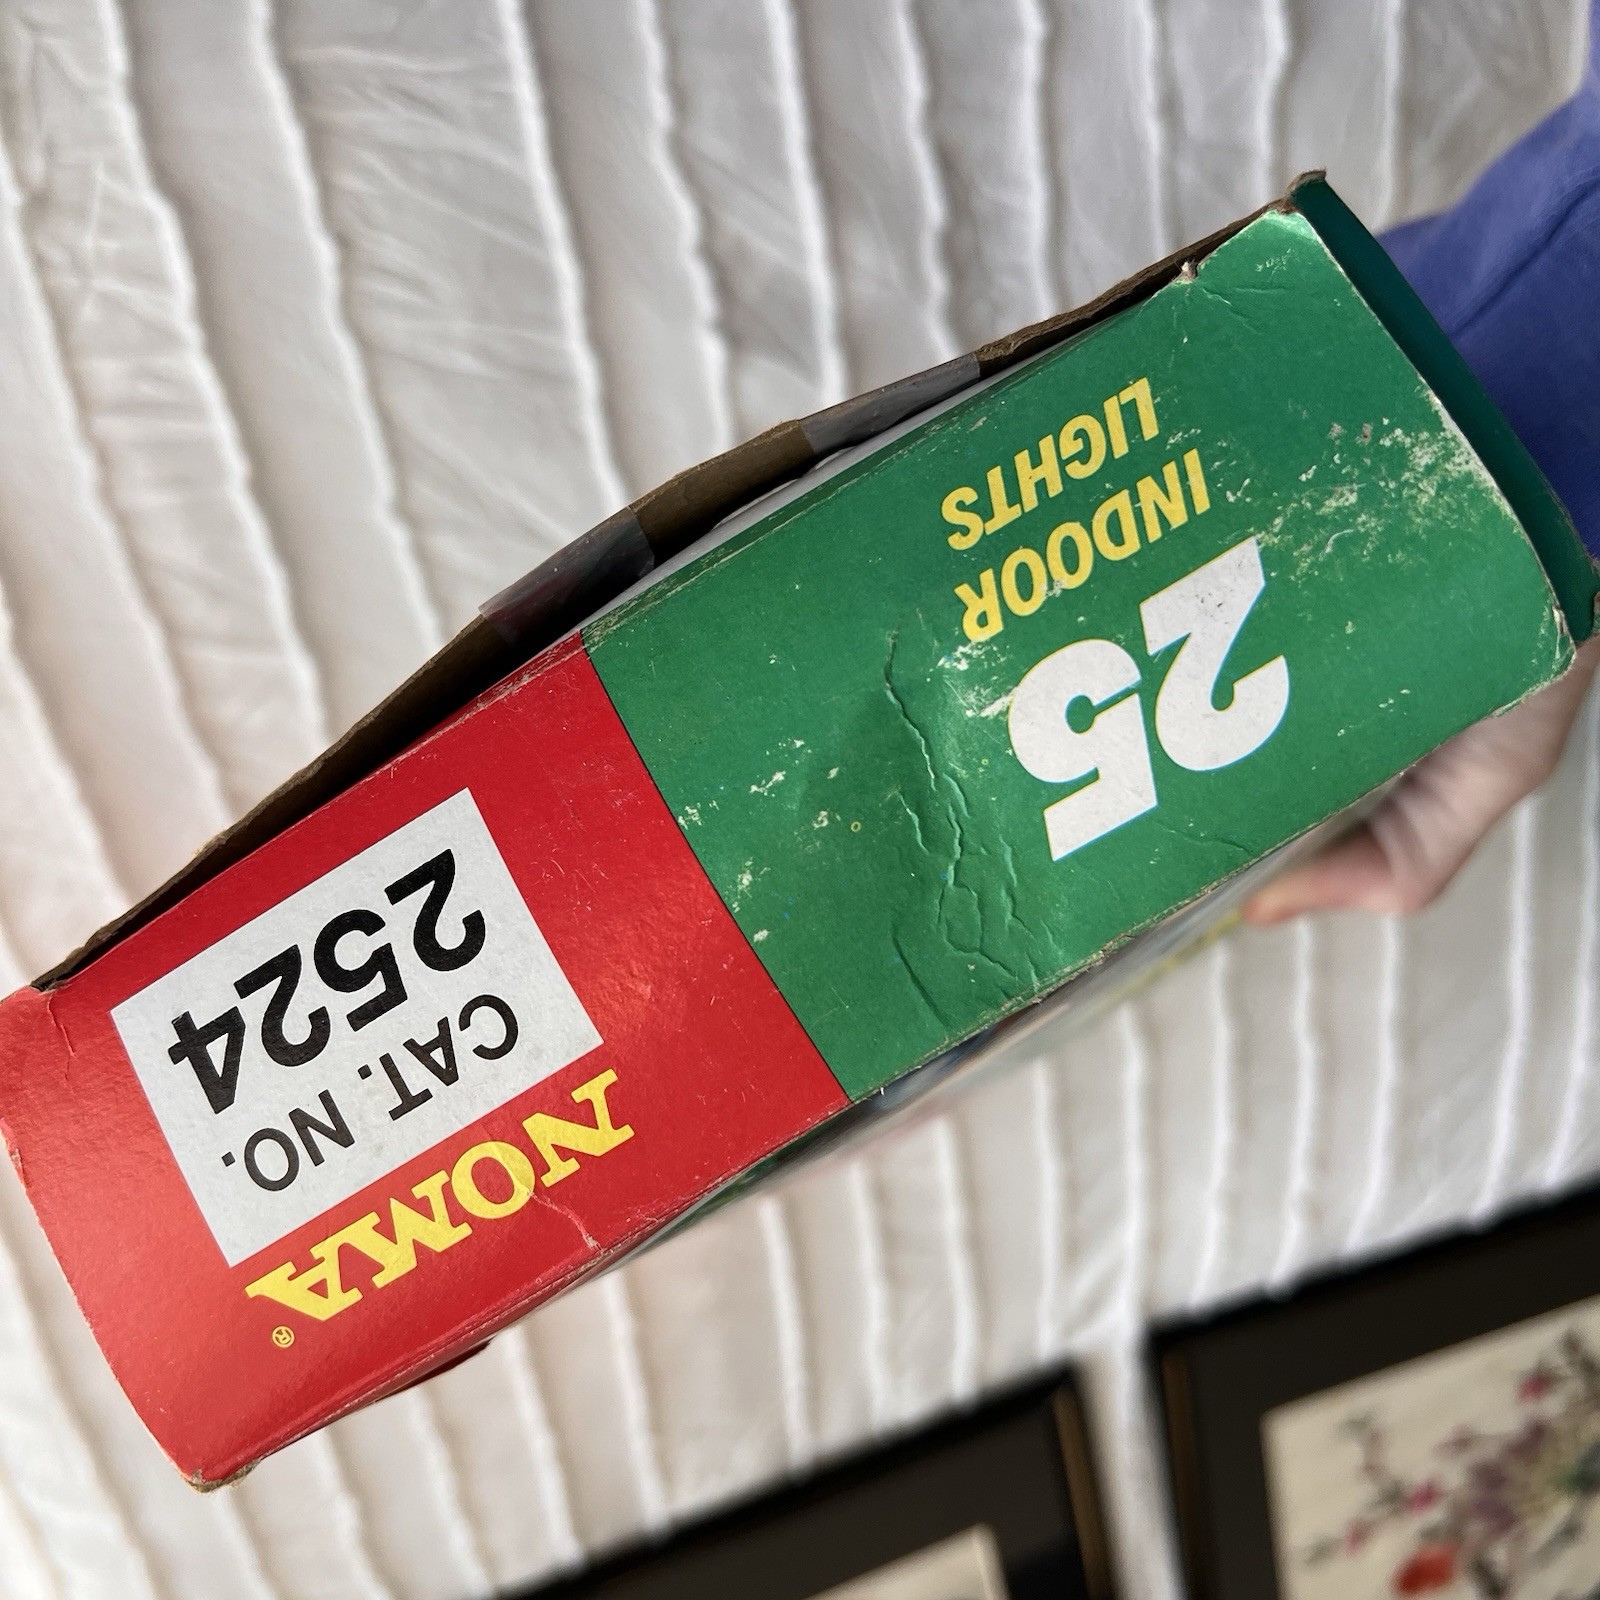 25
INDOOR
LIGHTS
NOMA®
CAT. NO.
2524